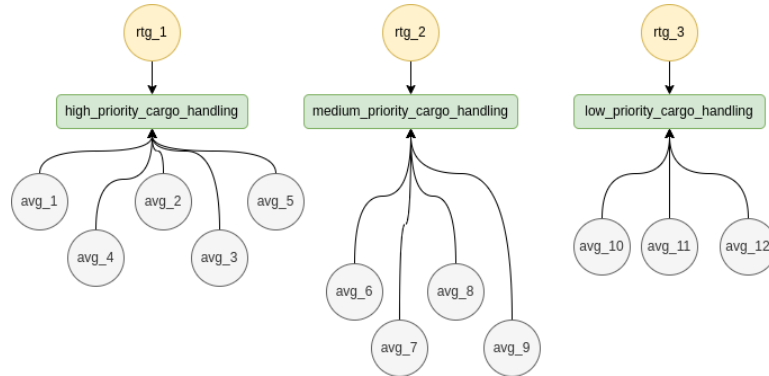 rtg_1
rtg_2
rtg_3
high_priority_cargo_handling
medium_priority_cargo_handling
low_priority_cargo_handling
avg_1
avg_2
avg_5
avg_4
avg_3
avg_6
avg_8
avg_7
avg_9
avg_10
avg_11
avg_12